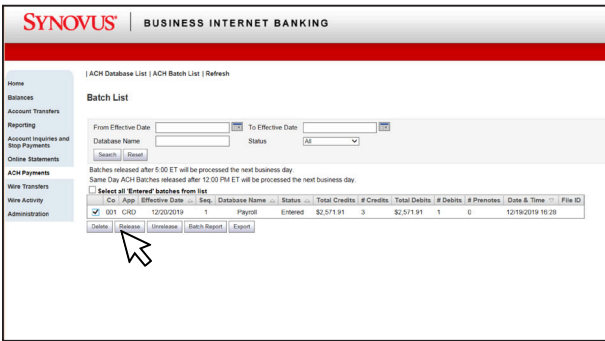 SYNOVUS® | BUSINESS INTERNET BANKING
| ACH Database List | ACH Batch List | Refresh
Home
Balances
Account Transfers
Reporting
Account Inquiries and
Stop Payments
Online Statements
ACH Payments
Wire Transfers
Wire Activity
Administration
Batch List
From Effective Date To Effective Date
Database Name Status All
Search Reset
Batches released after 5:00 ET will be processed the next business day.
Same Day ACH Batches released after 12:00 PM ET will be processed the next business day.
Select all 'Entered' batches from list
Co App Effective Date Seq. Database Name Status Total Credits # Credits Total Debits # Debits # Prenotes Date & Time File ID
001 CRD 12/20/2019 1 Payroll Entered $2,571.91 3 $2,571.91 1 0 12/19/2019 16:28
Delete Release Unrelease Batch Report Export